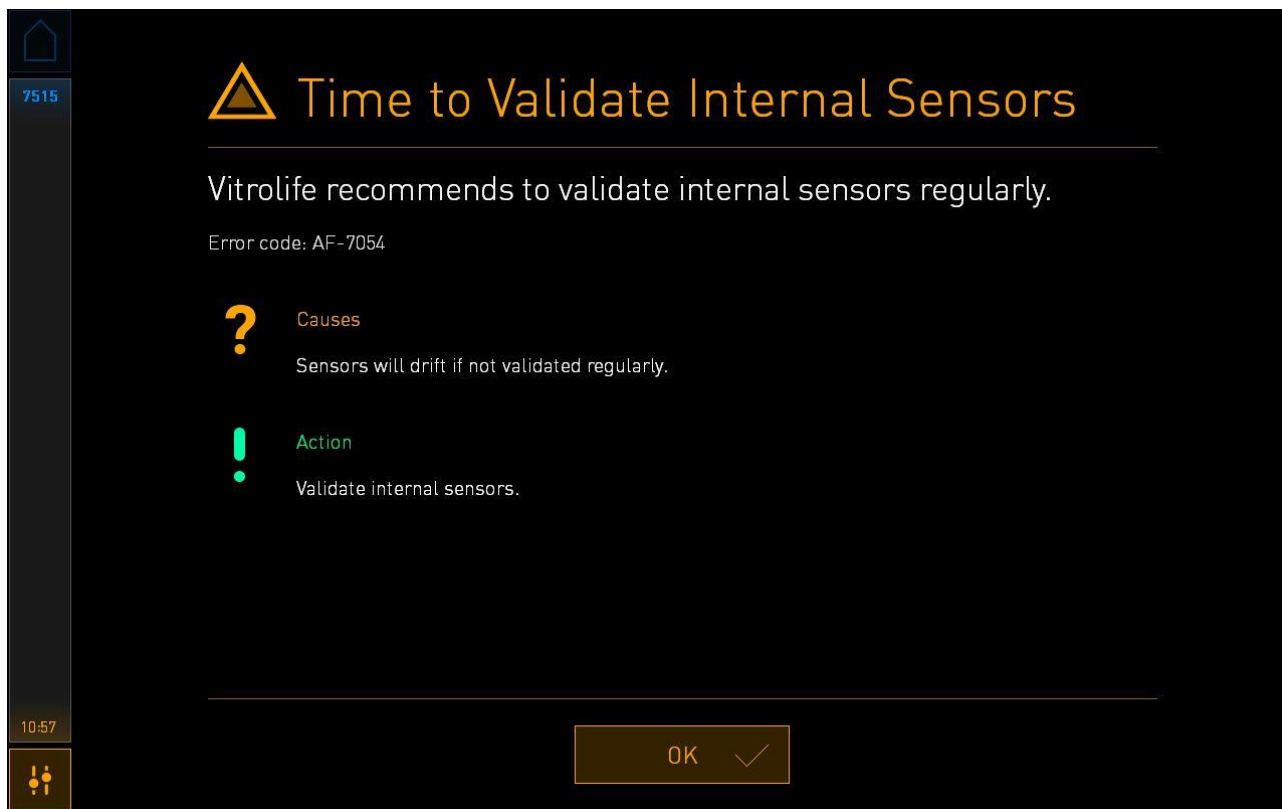 7515
Time to Validate Internal Sensors
Vitrolife recommends to validate internal sensors regularly.
Error code: AF-7054
Causes
Sensors will drift if not validated regularly.
Action
Validate internal sensors.
10:57
OK